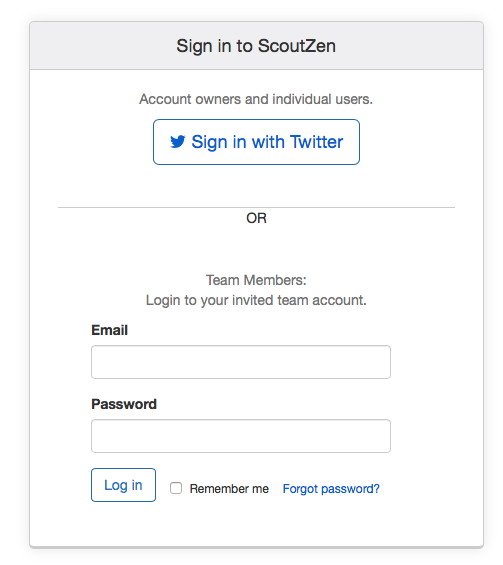 Sign in to ScoutZen
Account owners and individual users.
Sign in with Twitter
OR
Team Members:
Login to your invited team account.
Email
Password
Log in Remember me Forgot password?